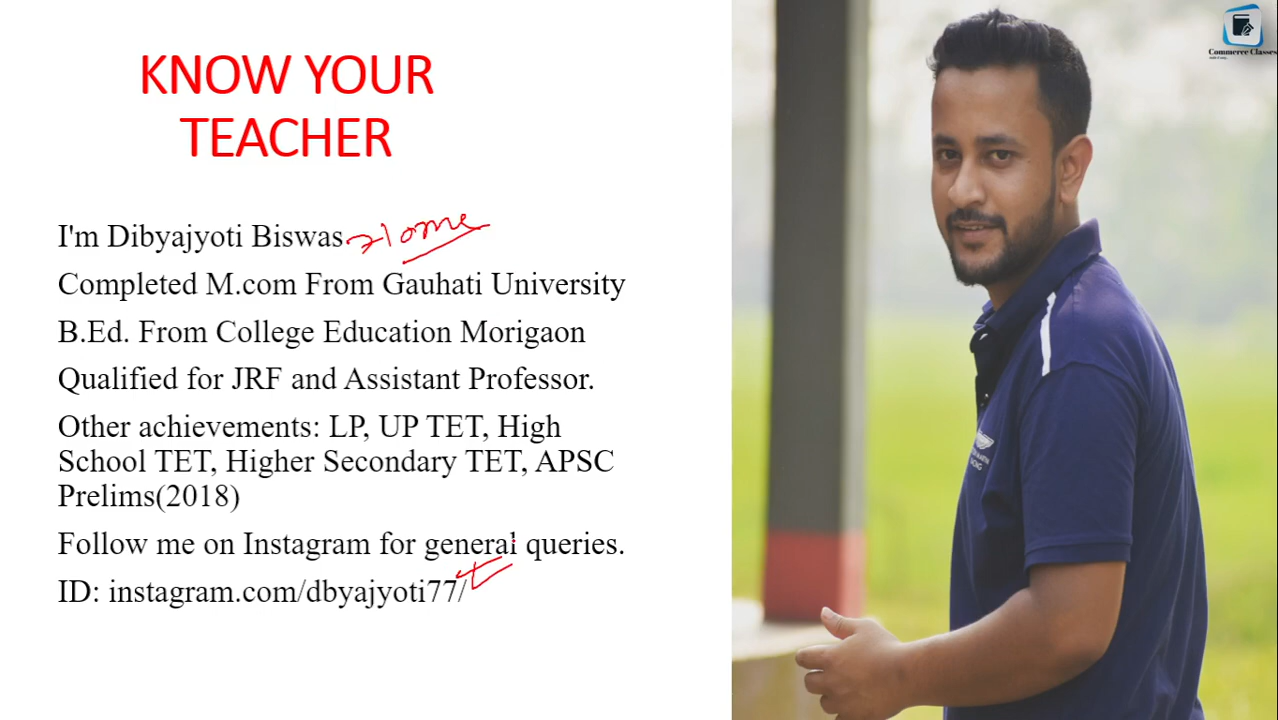 KNOW YOUR
TEACHER
I'm Dibyajyoti Biswas
Completed M.com From Gauhati University
B.Ed. From College Education Morigaon
Qualified for JRF and Assistant Professor.
Other achievements: LP, UP TET, High
School TET, Higher Secondary TET, APSC
Prelims(2018)
Follow me on Instagram for general queries.
ID: instagram.com/dbyajyoti77/
Commerce Classes